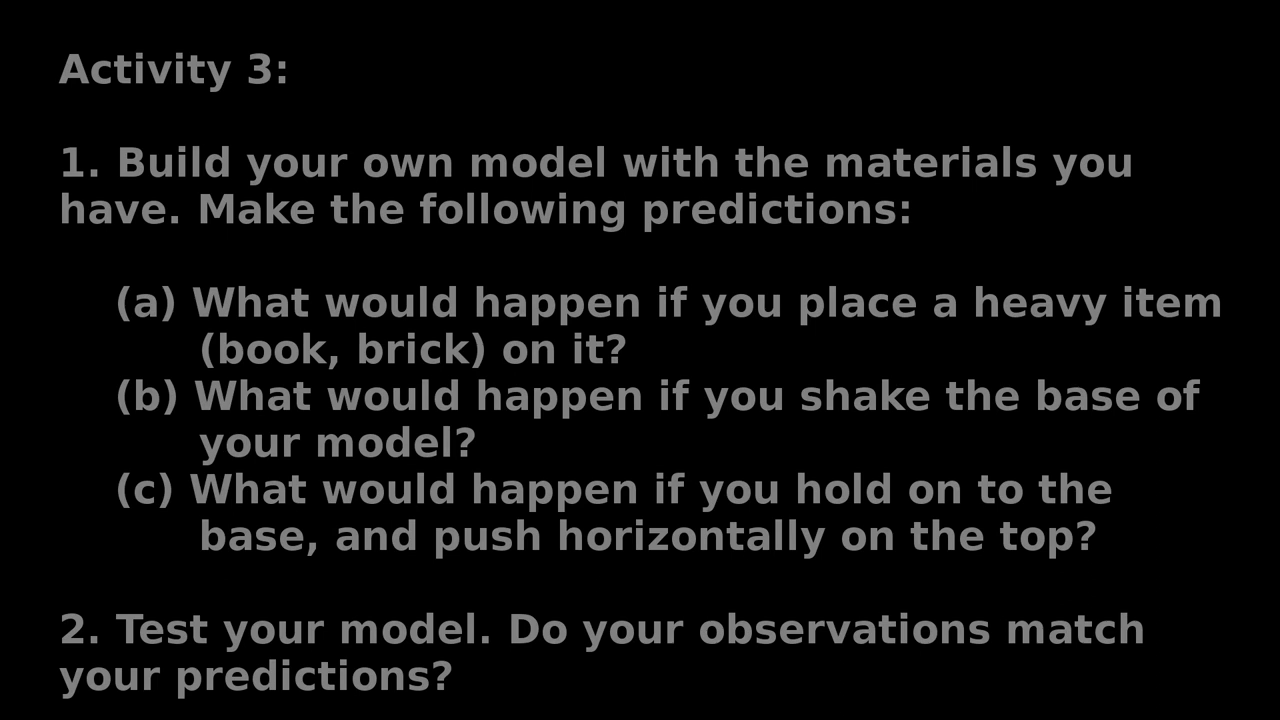 Activity 3:
1. Build your own model with the materials you
have. Make the following predictions:
(a) What would happen if you place a heavy item
(book, brick) on it?
(b) What would happen if you shake the base of
your model?
(c) What would happen if you hold on to the
base, and push horizontally on the top?
2. Test your model. Do your observations match
your predictions?